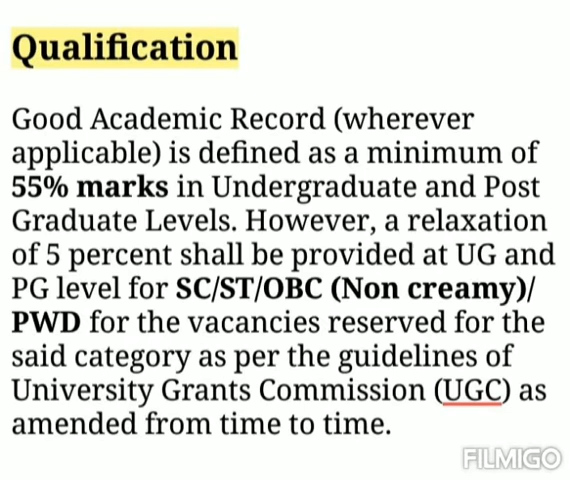 Qualification
Good Academic Record (wherever
applicable) is defined as a minimum of
55% marks in Undergraduate and Post
Graduate Levels. However, a relaxation
of 5 percent shall be provided at UG and
PG level for SC/ST/OBC (Non creamy)/
PWD for the vacancies reserved for the
said category as per the guidelines of
University Grants Commission (UGC) as
amended from time to time.
FILMIGO